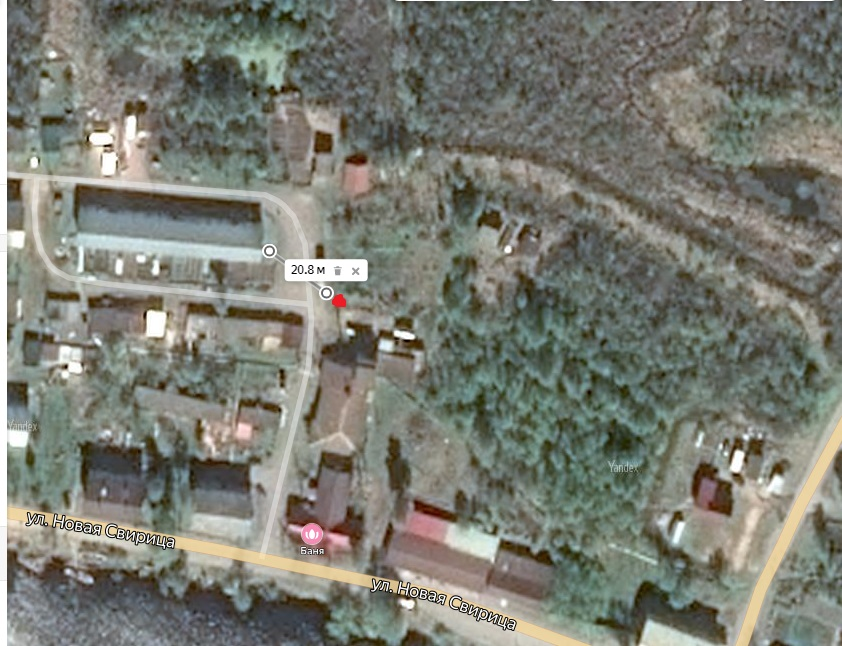 20.8 м
Yandex
Yandex
ул. Новая Свирица
Баня
ул. Новая Свирица